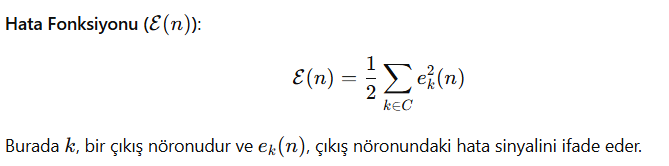 Hata Fonksiyonu (ℰ(n)):
ℰ(n) = 1/2 ∑_{k∈C} e_k^2(n)
Burada k, bir çıkış nöronudur ve e_k(n), çıkış nöronundaki hata sinyalini ifade eder.